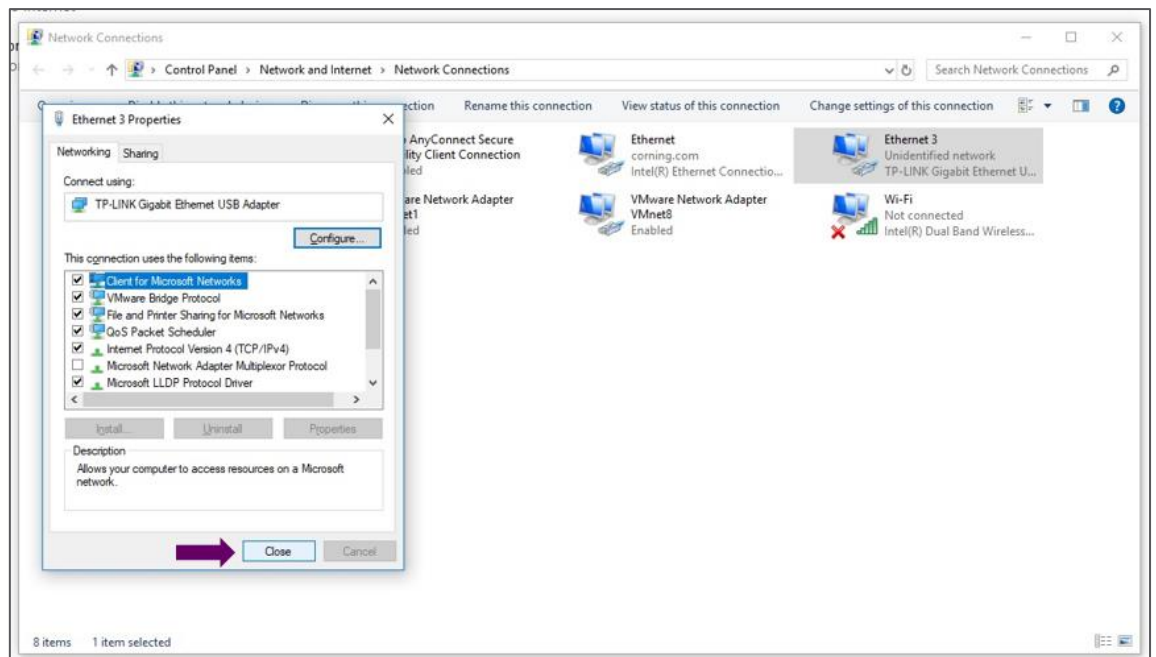 Network Connections
Control Panel > Network and Internet > Network Connections
Search Network Connections
ection Rename this connection View status of this connection Change settings of this connection
Ethernet 3 Properties
Networking Sharing
Connect using:
TP-LINK Gigabit Ethernet USB Adapter
Configure...
This connection uses the following items:
Client for Microsoft Networks
VMware Bridge Protocol
File and Printer Sharing for Microsoft Networks
QoS Packet Scheduler
Internet Protocol Version 4 (TCP/IPv4)
Microsoft Network Adapter Multiplexor Protocol
Microsoft LLDP Protocol Driver
Install... Uninstall Properties
Description
Allows your computer to access resources on a Microsoft
network.
Close Cancel
AnyConnect Secure
lity Client Connection
led
are Network Adapter
et1
led
Ethernet
corning.com
Intel(R) Ethernet Connectio...
VMware Network Adapter
VMnet8
Enabled
Ethernet 3
Unidentified network
TP-LINK Gigabit Ethernet U...
Wi-Fi
Not connected
Intel(R) Dual Band Wireless...
8 items 1 item selected